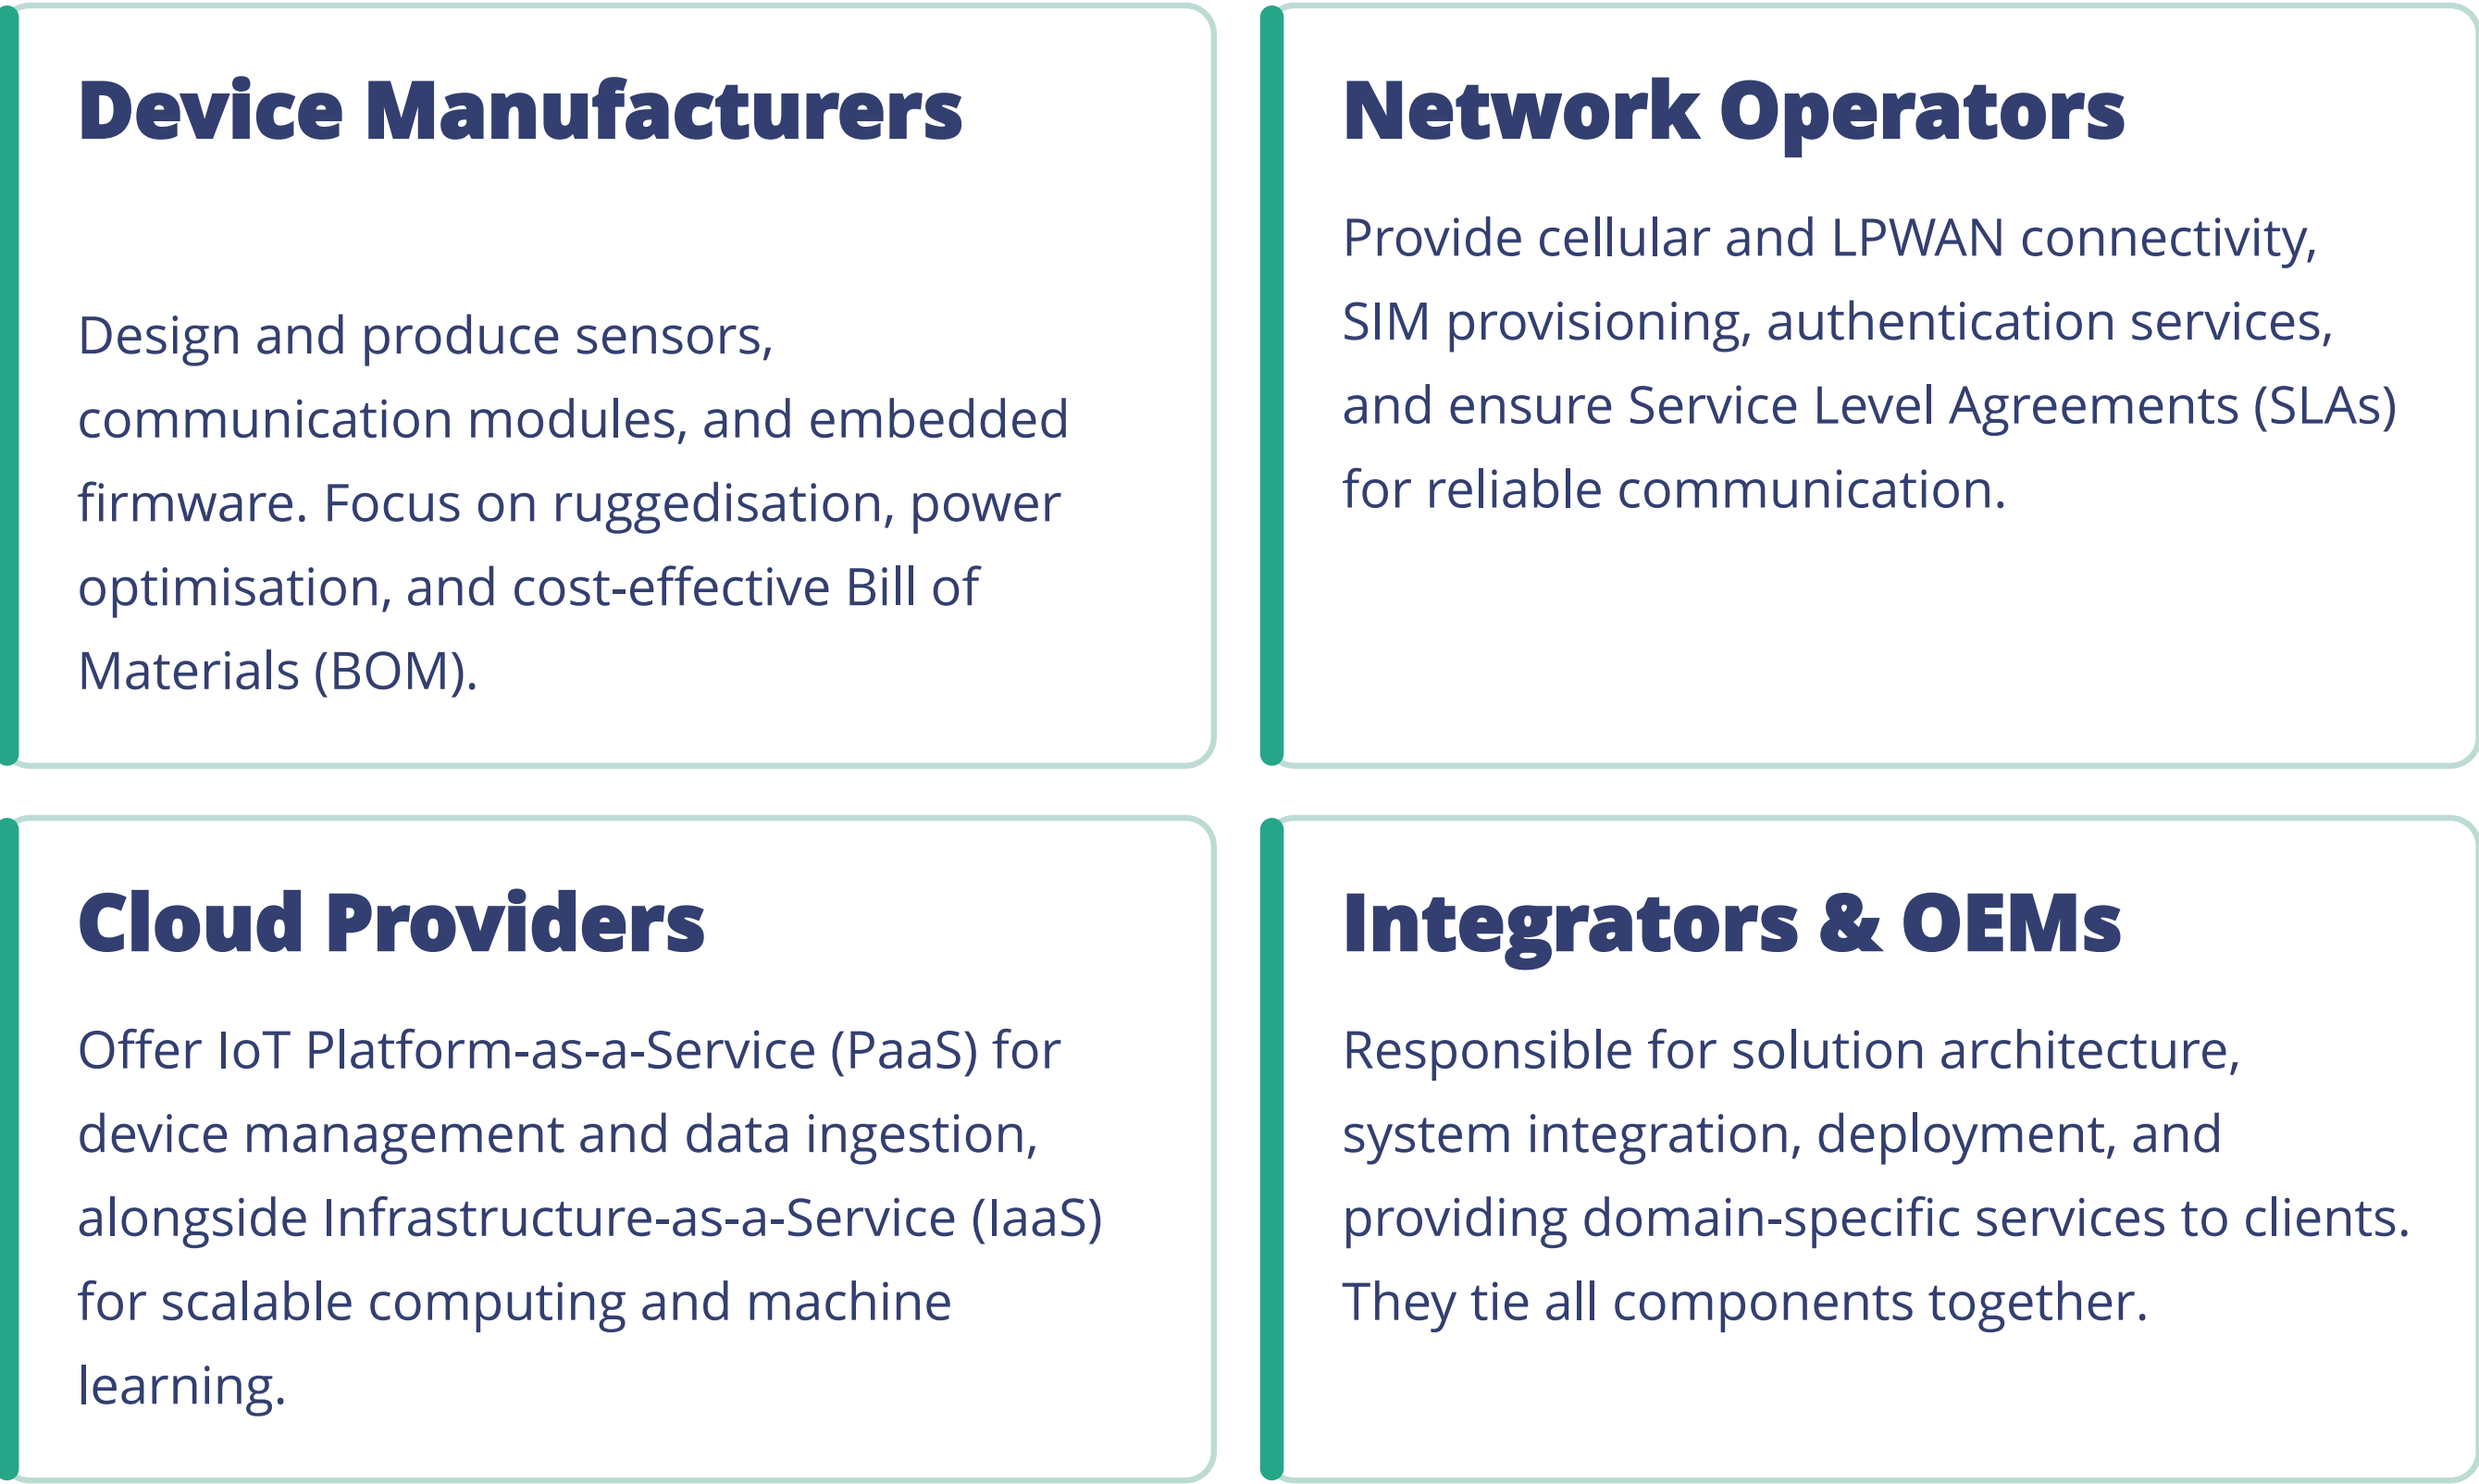 Device Manufacturers
Design and produce sensors,
communication modules, and embedded
firmware. Focus on ruggedisation, power
optimisation, and cost-effective Bill of
Materials (BOM).
Network Operators
Provide cellular and LPWAN connectivity,
SIM provisioning, authentication services,
and ensure Service Level Agreements (SLAs)
for reliable communication.
Cloud Providers
Offer IoT Platform-as-a-Service (PaaS) for
device management and data ingestion,
alongside Infrastructure-as-a-Service (IaaS)
for scalable computing and machine
learning.
Integrators & OEMs
Responsible for solution architecture,
system integration, deployment, and
providing domain-specific services to clients.
They tie all components together.